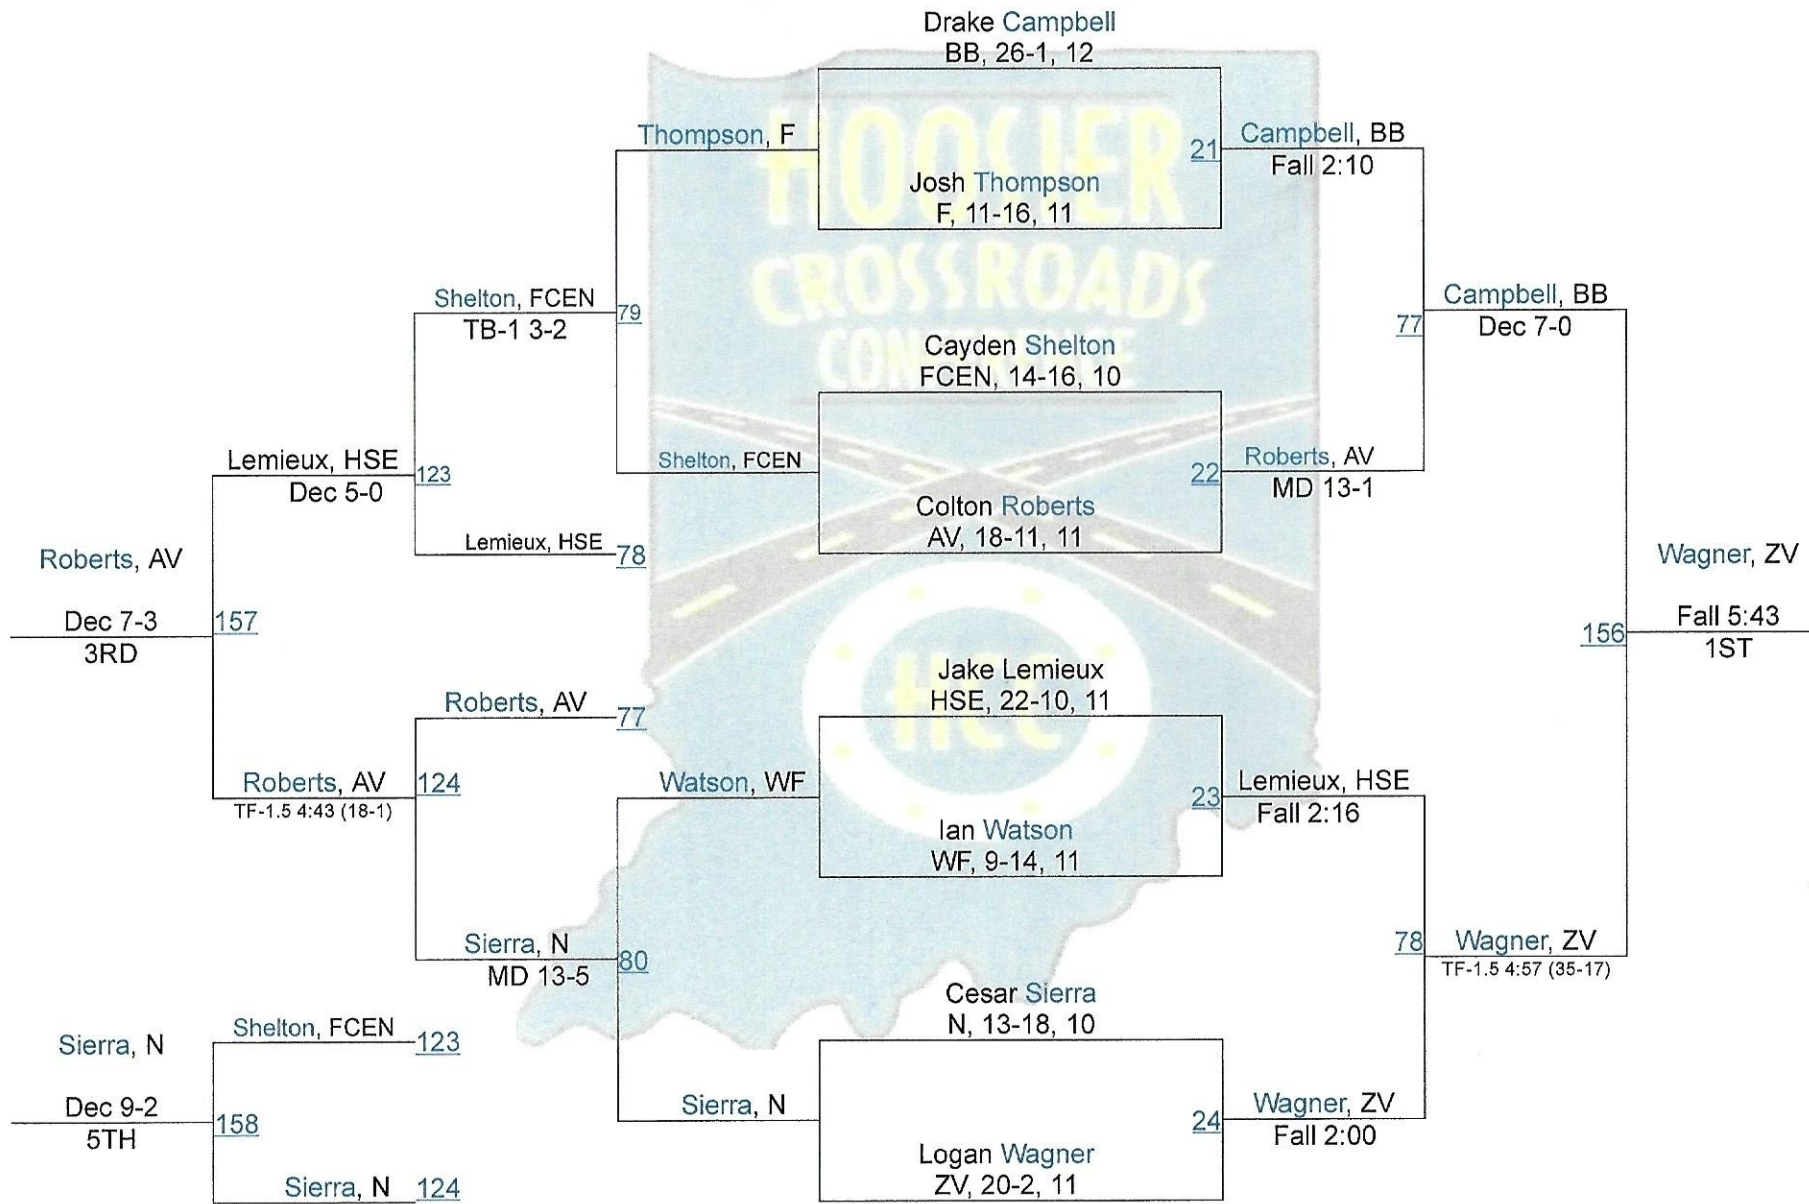 Drake Campbell
BB, 26-1, 12
HOOSIER
CROSSROADS
CONFERENCE
HCC
Thompson, F
21
Campbell, BB
Fall 2:10
Josh Thompson
F, 11-16, 11
Shelton, FCEN
TB-1 3-2
79
Cayden Shelton
FCEN, 14-16, 10
77
Campbell, BB
Dec 7-0
Lemieux, HSE
Dec 5-0
123
Shelton, FCEN
22
Roberts, AV
MD 13-1
Colton Roberts
AV, 18-11, 11
Lemieux, HSE
78
Roberts, AV
Dec 7-3
3RD
157
Wagner, ZV
Fall 5:43
1ST
156
Jake Lemieux
HSE, 22-10, 11
Roberts, AV
77
Roberts, AV
TF-1.5 4:43 (18-1)
124
Watson, WF
23
Lemieux, HSE
Fall 2:16
Ian Watson
WF, 9-14, 11
Sierra, N
MD 13-5
80
78
Wagner, ZV
TF-1.5 4:57 (35-17)
Cesar Sierra
N, 13-18, 10
Shelton, FCEN
123
Sierra, N
Dec 9-2
5TH
158
Sierra, N
24
Wagner, ZV
Fall 2:00
Logan Wagner
ZV, 20-2, 11
Sierra, N
124